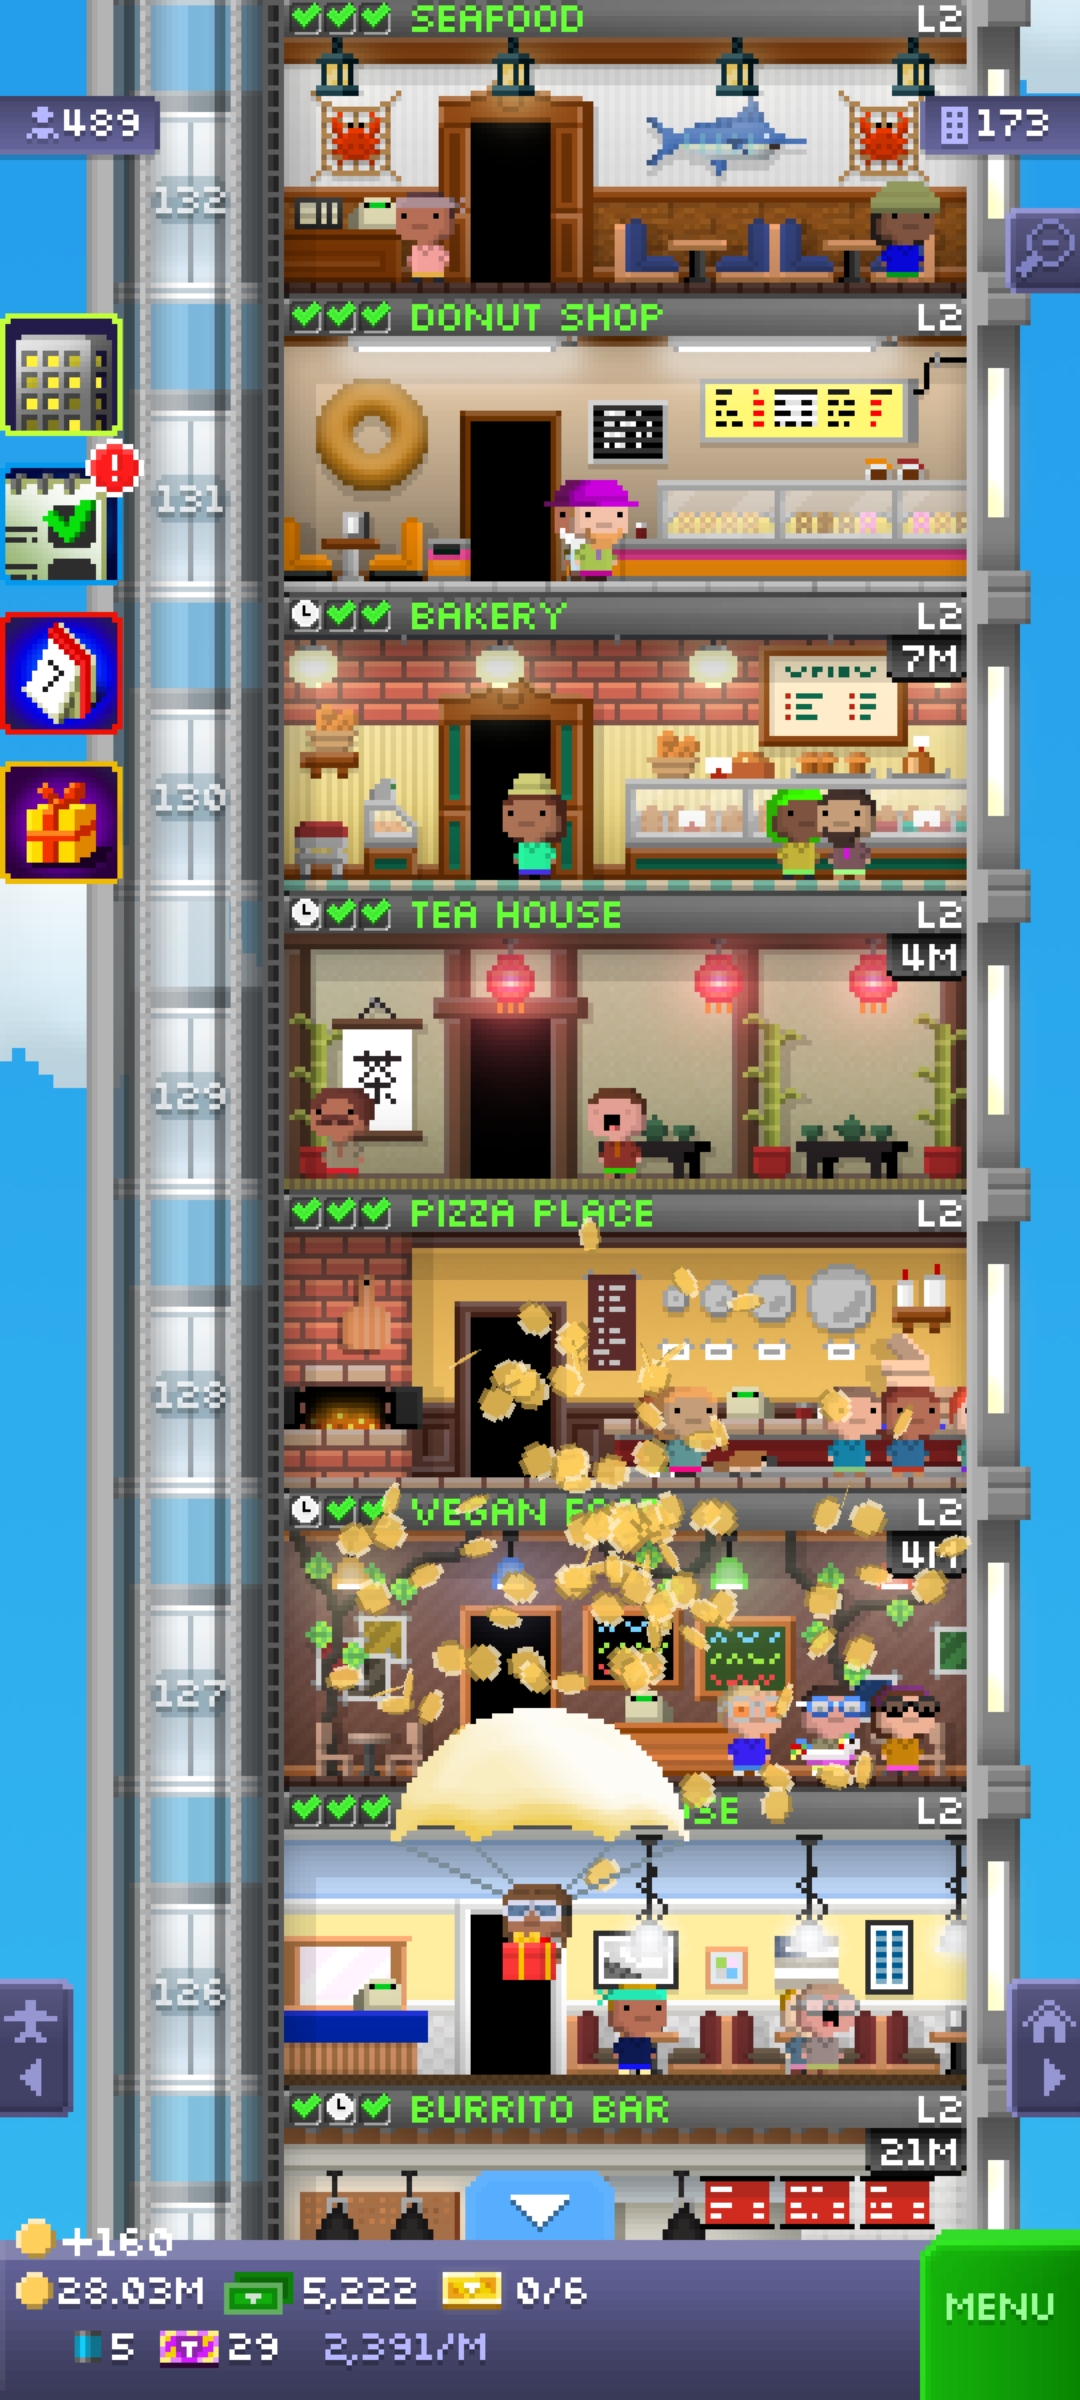 SEAFOOD L2
489
173
132
DONUT SHOP L2
131
BAKERY L2
7M
130
TEA HOUSE L2
4M
茶
129
PIZZA PLACE L2
128
VEGAN L2
4M
127
L2
126
BURRITO BAR L2
21M
+160
28.03M 5,222 0/6
5 T 29 2,391/M
MENU